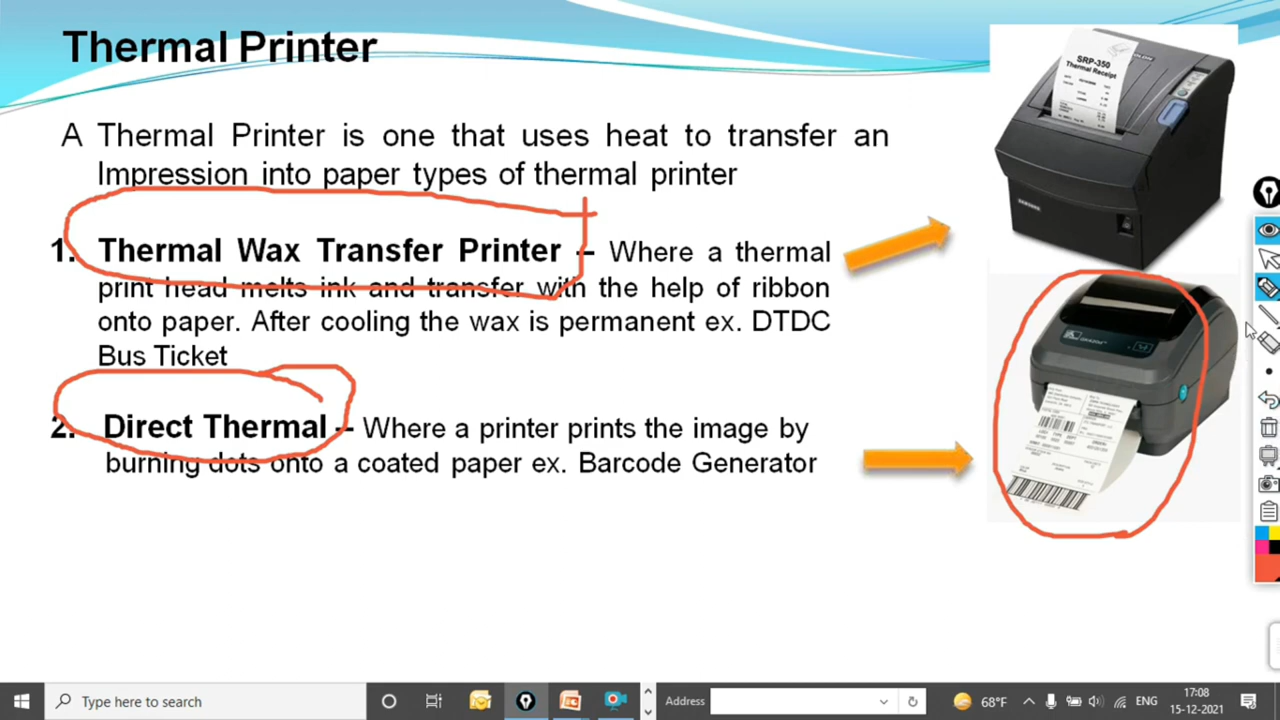 Thermal Printer
A Thermal Printer is one that uses heat to transfer an
Impression into paper types of thermal printer
1. Thermal Wax Transfer Printer – Where a thermal
print head melts ink and transfer with the help of ribbon
onto paper. After cooling the wax is permanent ex. DTDC
Bus Ticket
2. Direct Thermal – Where a printer prints the image by
burning dots onto a coated paper ex. Barcode Generator
SRP-350
Thermal Receipt
SAMSUNG
ZEBRA
Type here to search
Address
68°F
ENG
17:08
15-12-2021